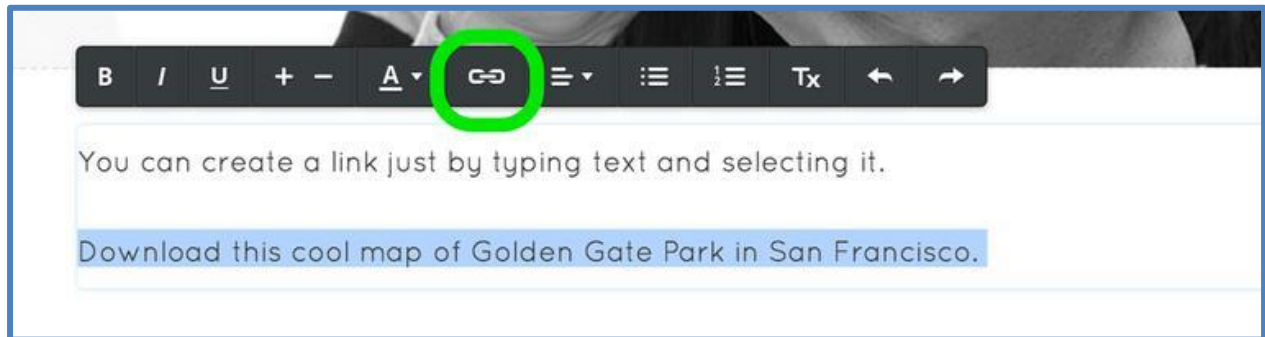 B I U + - A Tx
You can create a link just by typing text and selecting it.
Download this cool map of Golden Gate Park in San Francisco.